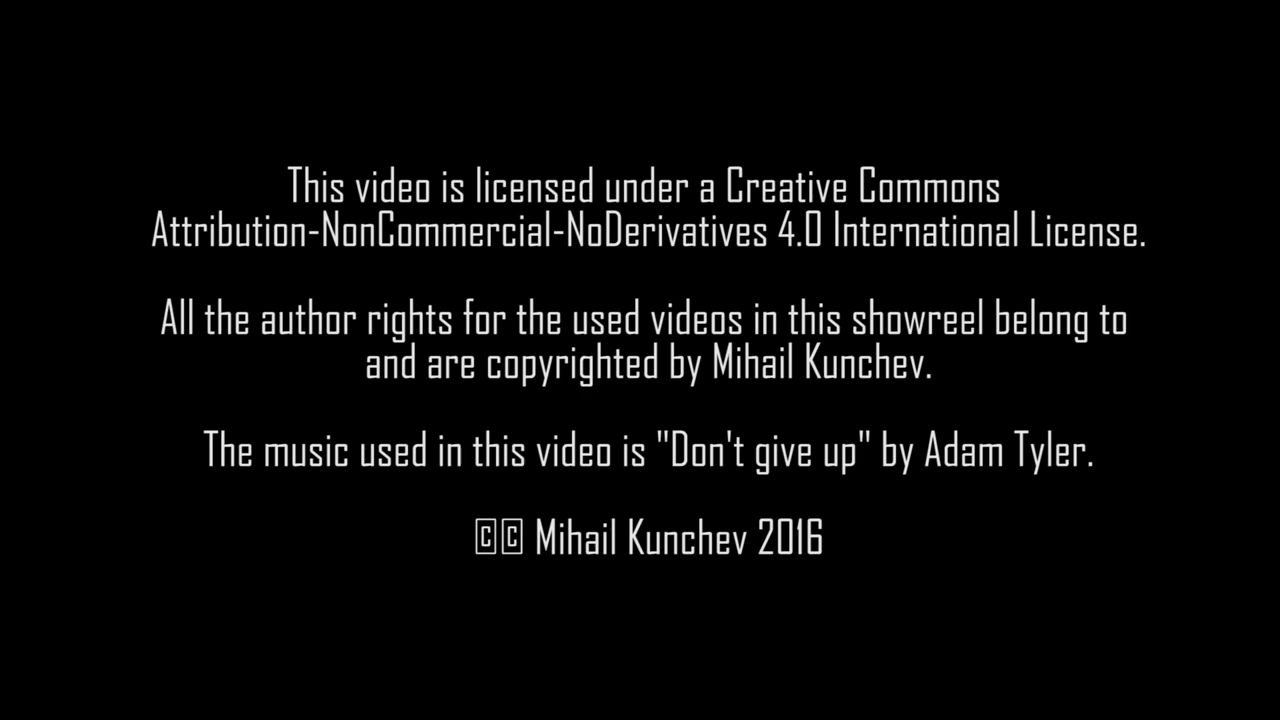 This video is licensed under a Creative Commons
Attribution-NonCommercial-NoDerivatives 4.0 International License.
All the author rights for the used videos in this showreel belong to
and are copyrighted by Mihail Kunchev.
The music used in this video is "Don't give up" by Adam Tyler.
©© Mihail Kunchev 2016